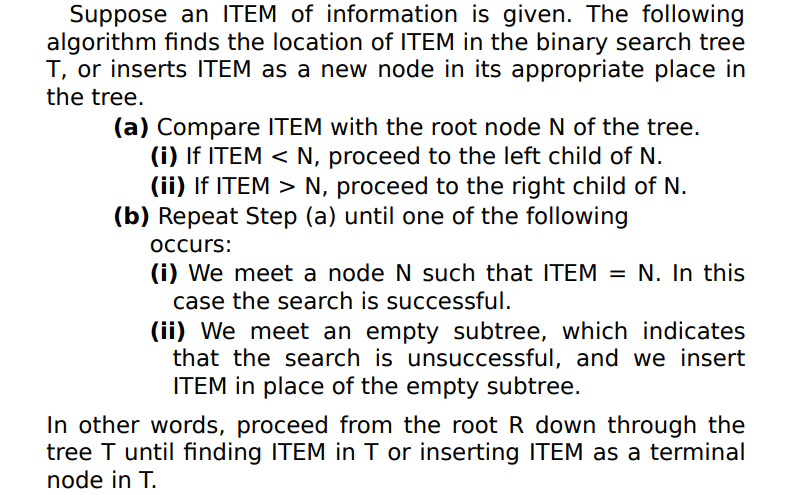 Suppose an ITEM of information is given. The following
algorithm finds the location of ITEM in the binary search tree
T, or inserts ITEM as a new node in its appropriate place in
the tree.
(a) Compare ITEM with the root node N of the tree.
(i) If ITEM < N, proceed to the left child of N.
(ii) If ITEM > N, proceed to the right child of N.
(b) Repeat Step (a) until one of the following
occurs:
(i) We meet a node N such that ITEM = N. In this
case the search is successful.
(ii) We meet an empty subtree, which indicates
that the search is unsuccessful, and we insert
ITEM in place of the empty subtree.
In other words, proceed from the root R down through the
tree T until finding ITEM in T or inserting ITEM as a terminal
node in T.